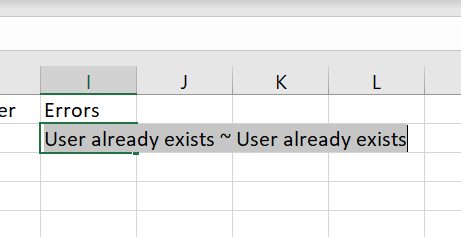 I J K L
er Errors
User already exists ~ User already exists